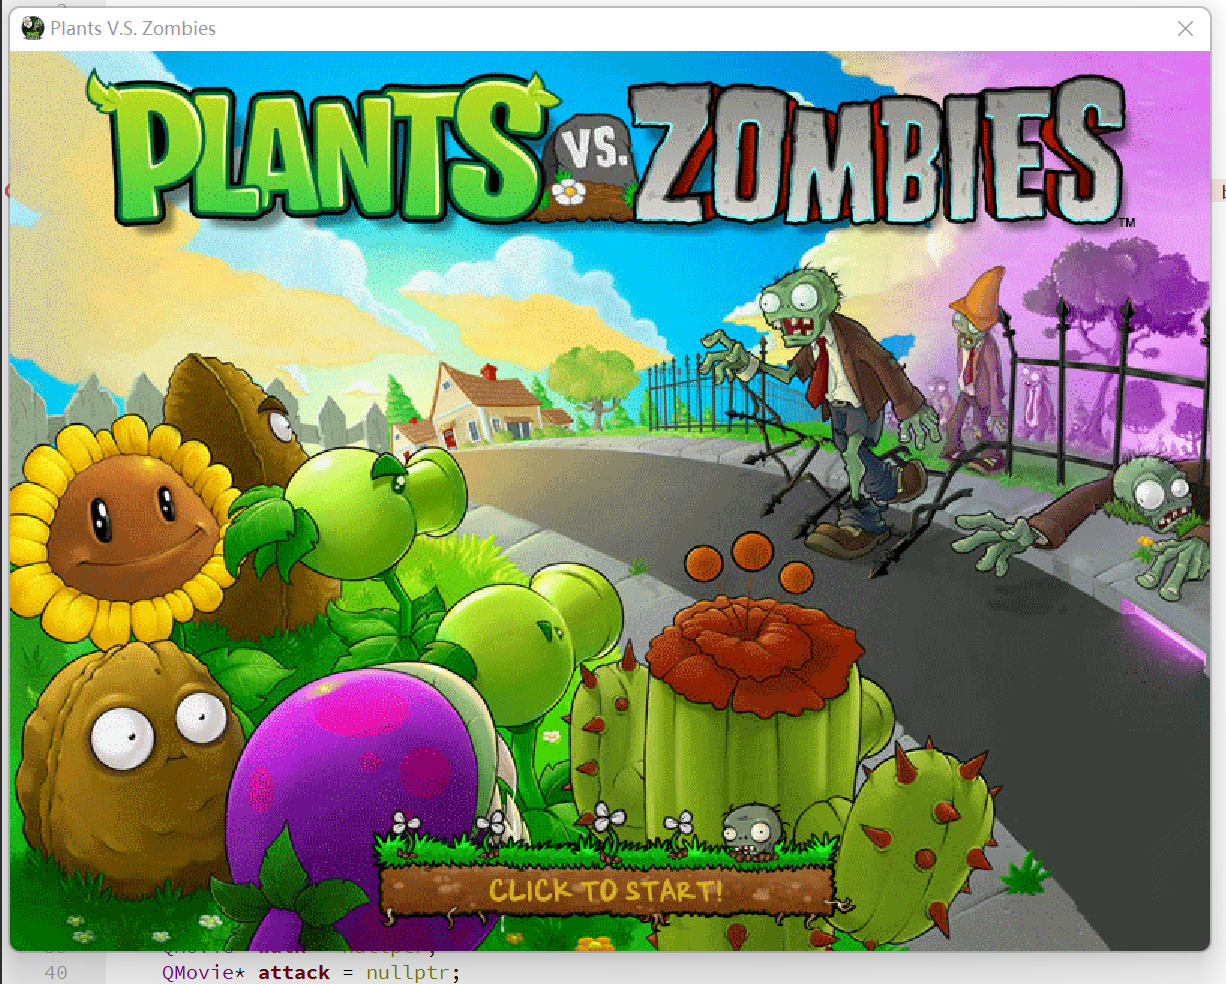 Plants V.S. Zombies
PLANTS VS. ZOMBIES
TM
CLICK TO START!
40 QMovie* attack = nullptr;